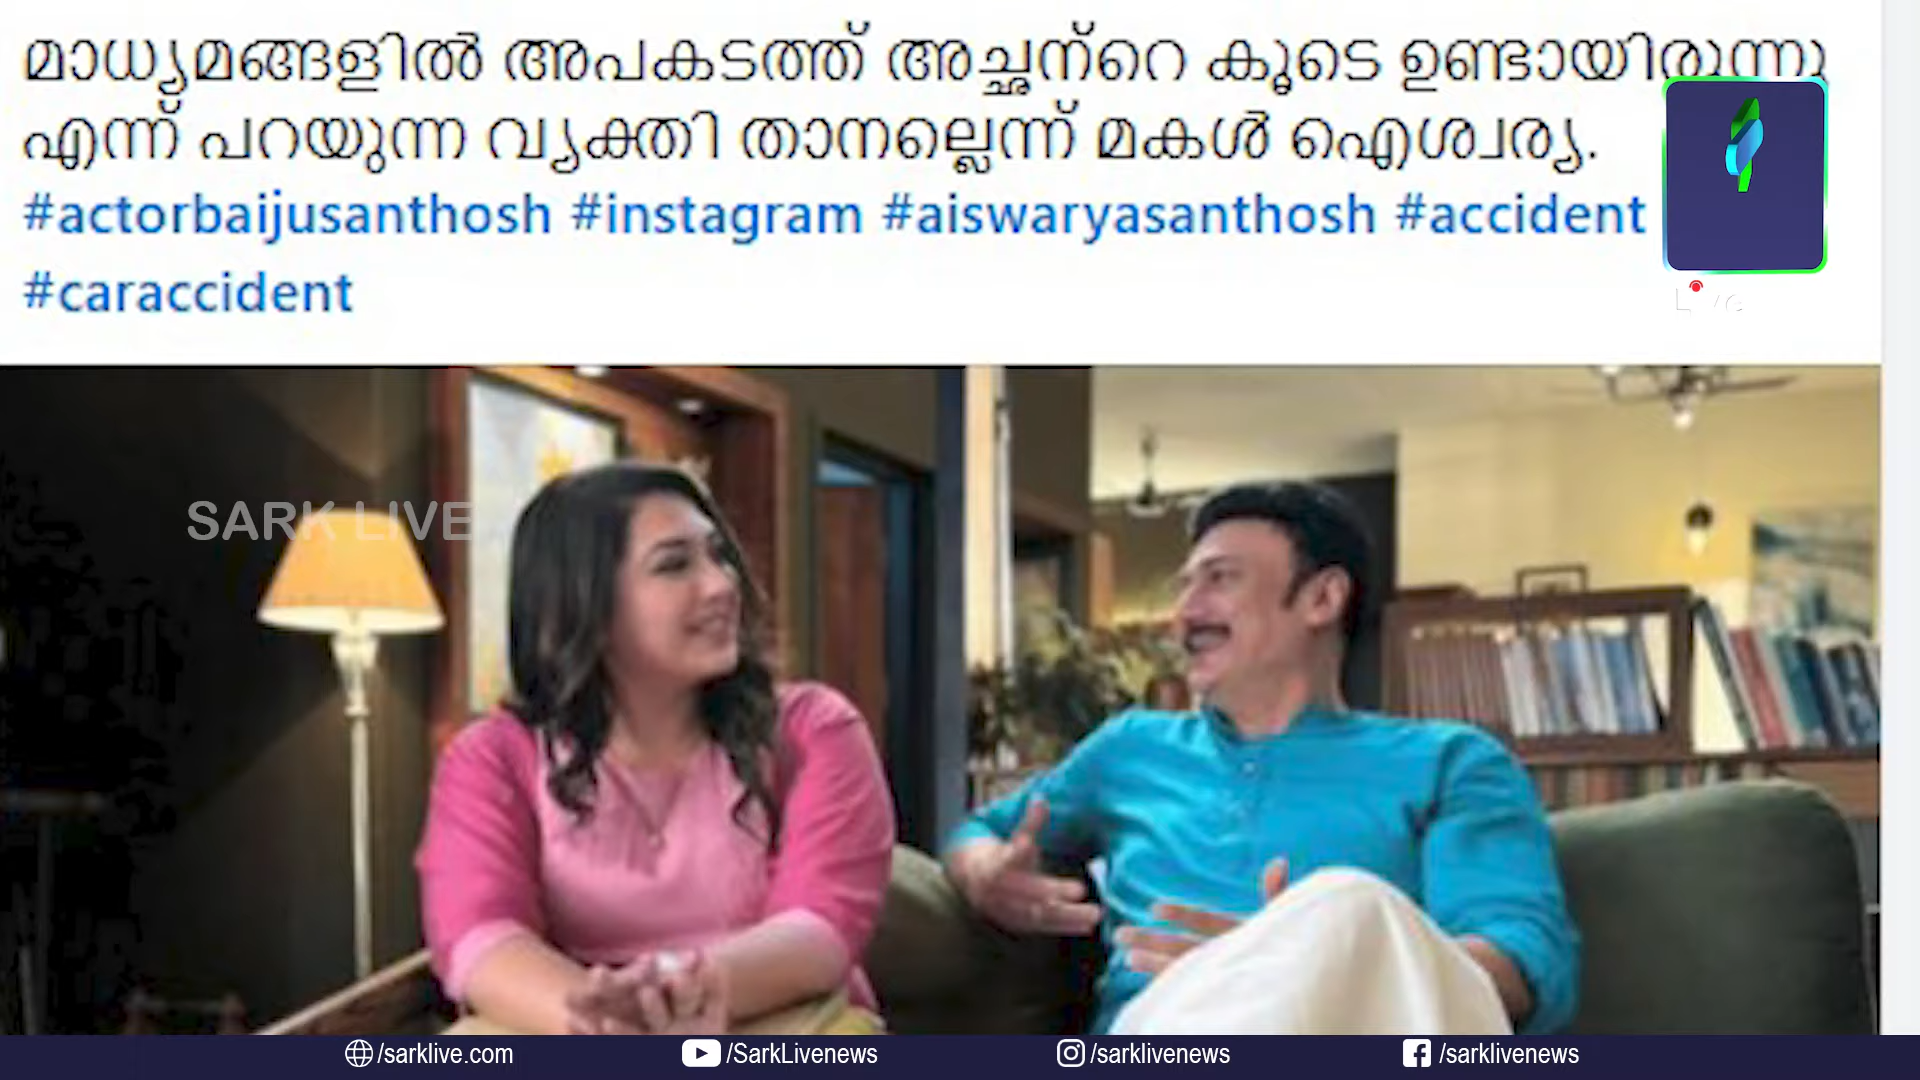 മാധ്യമങ്ങളിൽ അപകടത്ത് അച്ഛന്റെ കൂടെ ഉണ്ടായിരുന്നു
എന്ന് പറയുന്ന വ്യക്തി താനല്ലെന്ന് മകൾ ഐശ്വര്യ.
#actorbaijusanthosh #instagram #aiswaryasanthosh #accident
#caraccident
Live
SARK LIVE
/sarklive.com /SarkLivenews /sarklivenews /sarklivenews